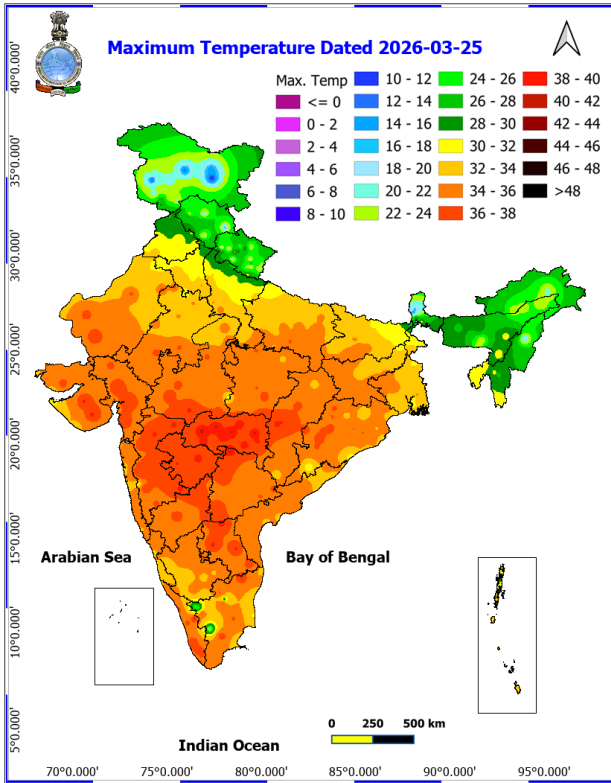 Maximum Temperature Dated 2026-03-25
Max. Temp
<= 0
0 - 2
2 - 4
4 - 6
6 - 8
8 - 10
10 - 12
12 - 14
14 - 16
16 - 18
18 - 20
20 - 22
22 - 24
24 - 26
26 - 28
28 - 30
30 - 32
32 - 34
34 - 36
36 - 38
38 - 40
40 - 42
42 - 44
44 - 46
46 - 48
>48
40°0.000'
35°0.000'
30°0.000'
25°0.000'
20°0.000'
15°0.000'
10°0.000'
5°0.000'
Arabian Sea
Bay of Bengal
Indian Ocean
0 250 500 km
70°0.000' 75°0.000' 80°0.000' 85°0.000' 90°0.000' 95°0.000'